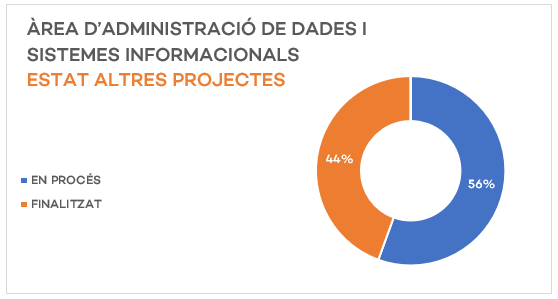 ÀREA D’ADMINISTRACIÓ DE DADES I
SISTEMES INFORMACIONALS
ESTAT ALTRES PROJECTES
44%
56%
EN PROCÉS
FINALITZAT